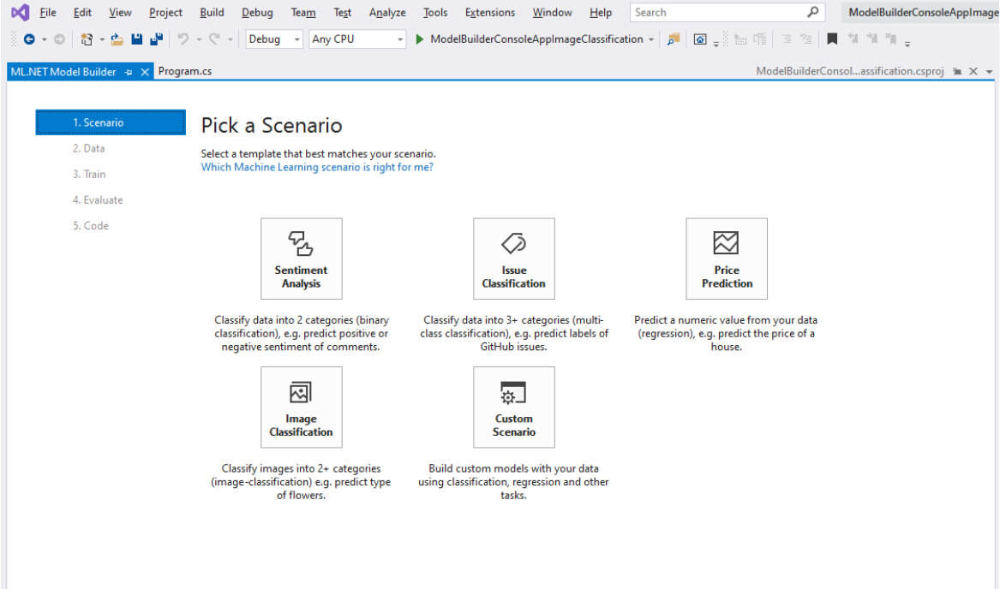 File Edit View Project Build Debug Team Test Analyze Tools Extensions Window Help Search ModelBuilderConsoleAppImage
Debug Any CPU ModelBuilderConsoleAppImageClassification
ML.NET Model Builder Program.cs ModelBuilderConsol...assification.csproj
1. Scenario
2. Data
3. Train
4. Evaluate
5. Code
Pick a Scenario
Select a template that best matches your scenario.
Which Machine Learning scenario is right for me?
Sentiment
Analysis
Classify data into 2 categories (binary
classification), e.g. predict positive or
negative sentiment of comments.
Issue
Classification
Classify data into 3+ categories (multi-
class classification), e.g. predict labels of
GitHub issues.
Price
Prediction
Predict a numeric value from your data
(regression), e.g. predict the price of a
house.
Image
Classification
Classify images into 2+ categories
(image-classification) e.g. predict type
of flowers.
Custom
Scenario
Build custom models with your data
using classification, regression and other
tasks.